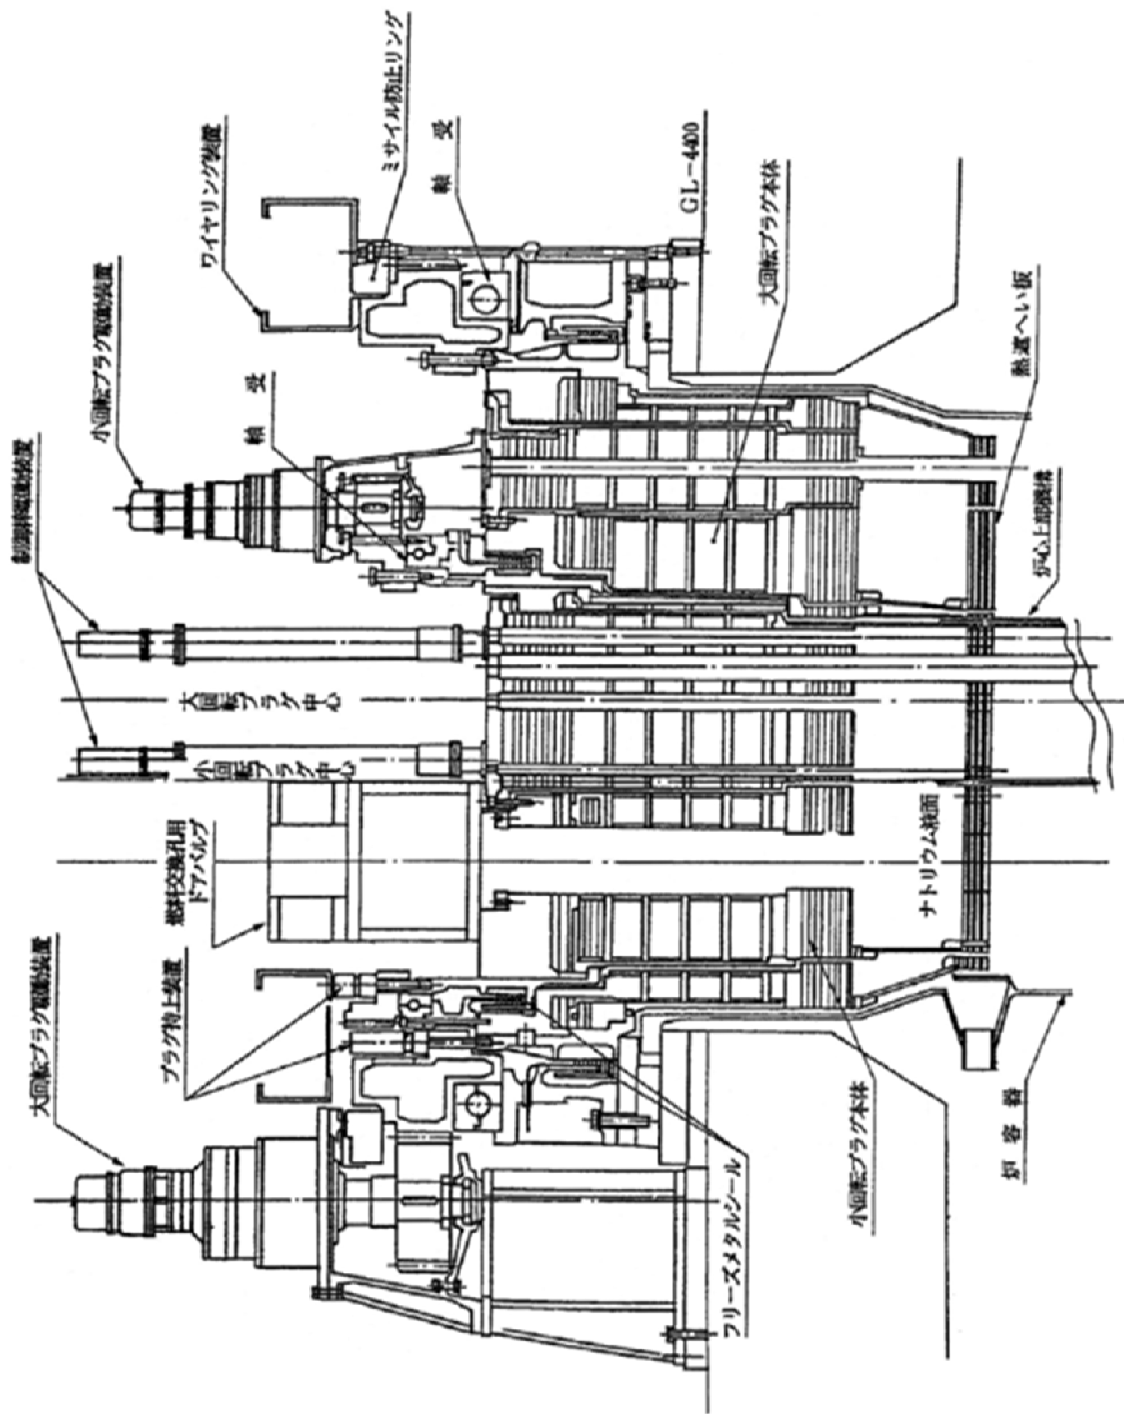 制御棒駆動装置
小回転プラグ駆動装置
ワイヤリング装置
ミサイル防止リング
軸受
軸受
大回転プラグ駆動装置
プラグ持上装置
燃料交換孔用
ドアバルブ
小回転プラグ中心
大回転プラグ中心
GL-4400
大回転プラグ本体
熱遮へい板
炉心上部機構
ナトリウム液面
フリーズメタルシール
小回転プラグ本体
炉容器